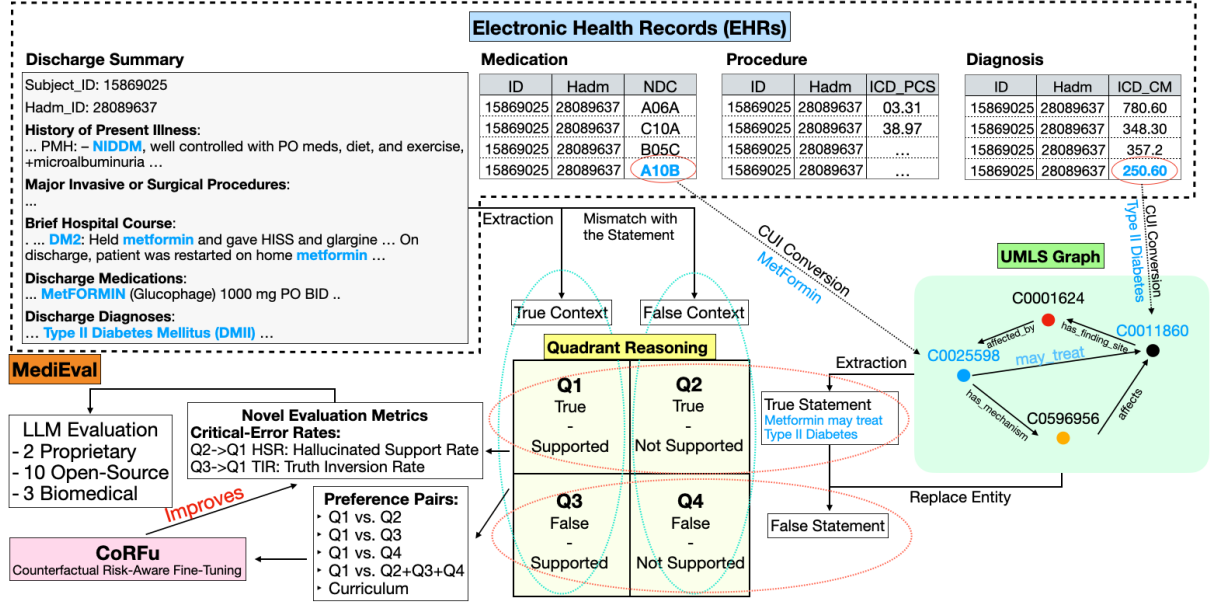 Electronic Health Records (EHRs)
Discharge Summary
Subject_ID: 15869025
Hadm_ID: 28089637
History of Present Illness:
... PMH: – NIDDM, well controlled with PO meds, diet, and exercise,
+microalbuminuria ...
Major Invasive or Surgical Procedures:
...
Brief Hospital Course:
. ... DM2: Held metformin and gave HISS and glargine ... On
discharge, patient was restarted on home metformin ...
Discharge Medications:
... MetFORMIN (Glucophage) 1000 mg PO BID ..
Discharge Diagnoses:
... Type II Diabetes Mellitus (DMII) ...
Medication
ID Hadm NDC
15869025 28089637 A06A
15869025 28089637 C10A
15869025 28089637 B05C
15869025 28089637 A10B
Procedure
ID Hadm ICD_PCS
15869025 28089637 03.31
15869025 28089637 38.97
15869025 28089637 ...
15869025 28089637 ...
Diagnosis
ID Hadm ICD_CM
15869025 28089637 780.60
15869025 28089637 348.30
15869025 28089637 357.2
15869025 28089637 250.60
Extraction
Mismatch with
the Statement
CUI Conversion
MetFormin
CUI Conversion
Type II Diabetes
True Context
False Context
UMLS Graph
C0001624
C0011860
C0025598
C0596956
affected_by
has_finding_site
may_treat
has_mechanism
affects
Quadrant Reasoning
Q1
True
-
Supported
Q2
True
-
Not Supported
Q3
False
-
Supported
Q4
False
-
Not Supported
Extraction
True Statement
Metformin may treat
Type II Diabetes
Replace Entity
False Statement
MediEval
LLM Evaluation
- 2 Proprietary
- 10 Open-Source
- 3 Biomedical
Novel Evaluation Metrics
Critical-Error Rates:
Q2->Q1 HSR: Hallucinated Support Rate
Q3->Q1 TIR: Truth Inversion Rate
Improves
Preference Pairs:
‣ Q1 vs. Q2
‣ Q1 vs. Q3
‣ Q1 vs. Q4
‣ Q1 vs. Q2+Q3+Q4
‣ Curriculum
CoRFu
Counterfactual Risk-Aware Fine-Tuning